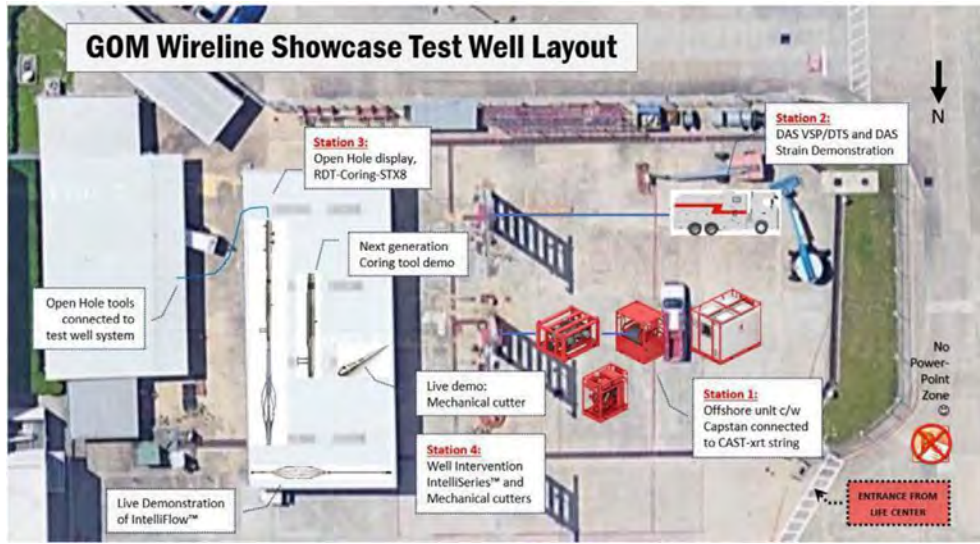 GOM Wireline Showcase Test Well Layout
N
Station 2:
DAS VSP/DTS and DAS
Strain Demonstration
Station 3:
Open Hole display,
RDT-Coring-STX8
Next generation
Coring tool demo
Open Hole tools
connected to
test well system
Live demo:
Mechanical cutter
No
Power-
Point
Zone
☺
Station 1:
Offshore unit c/w
Capstan connected
to CAST-xrt string
Station 4:
Well Intervention
IntelliSeries™ and
Mechanical cutters
Live Demonstration
of IntelliFlow™
ENTRANCE FROM
LIFE CENTER